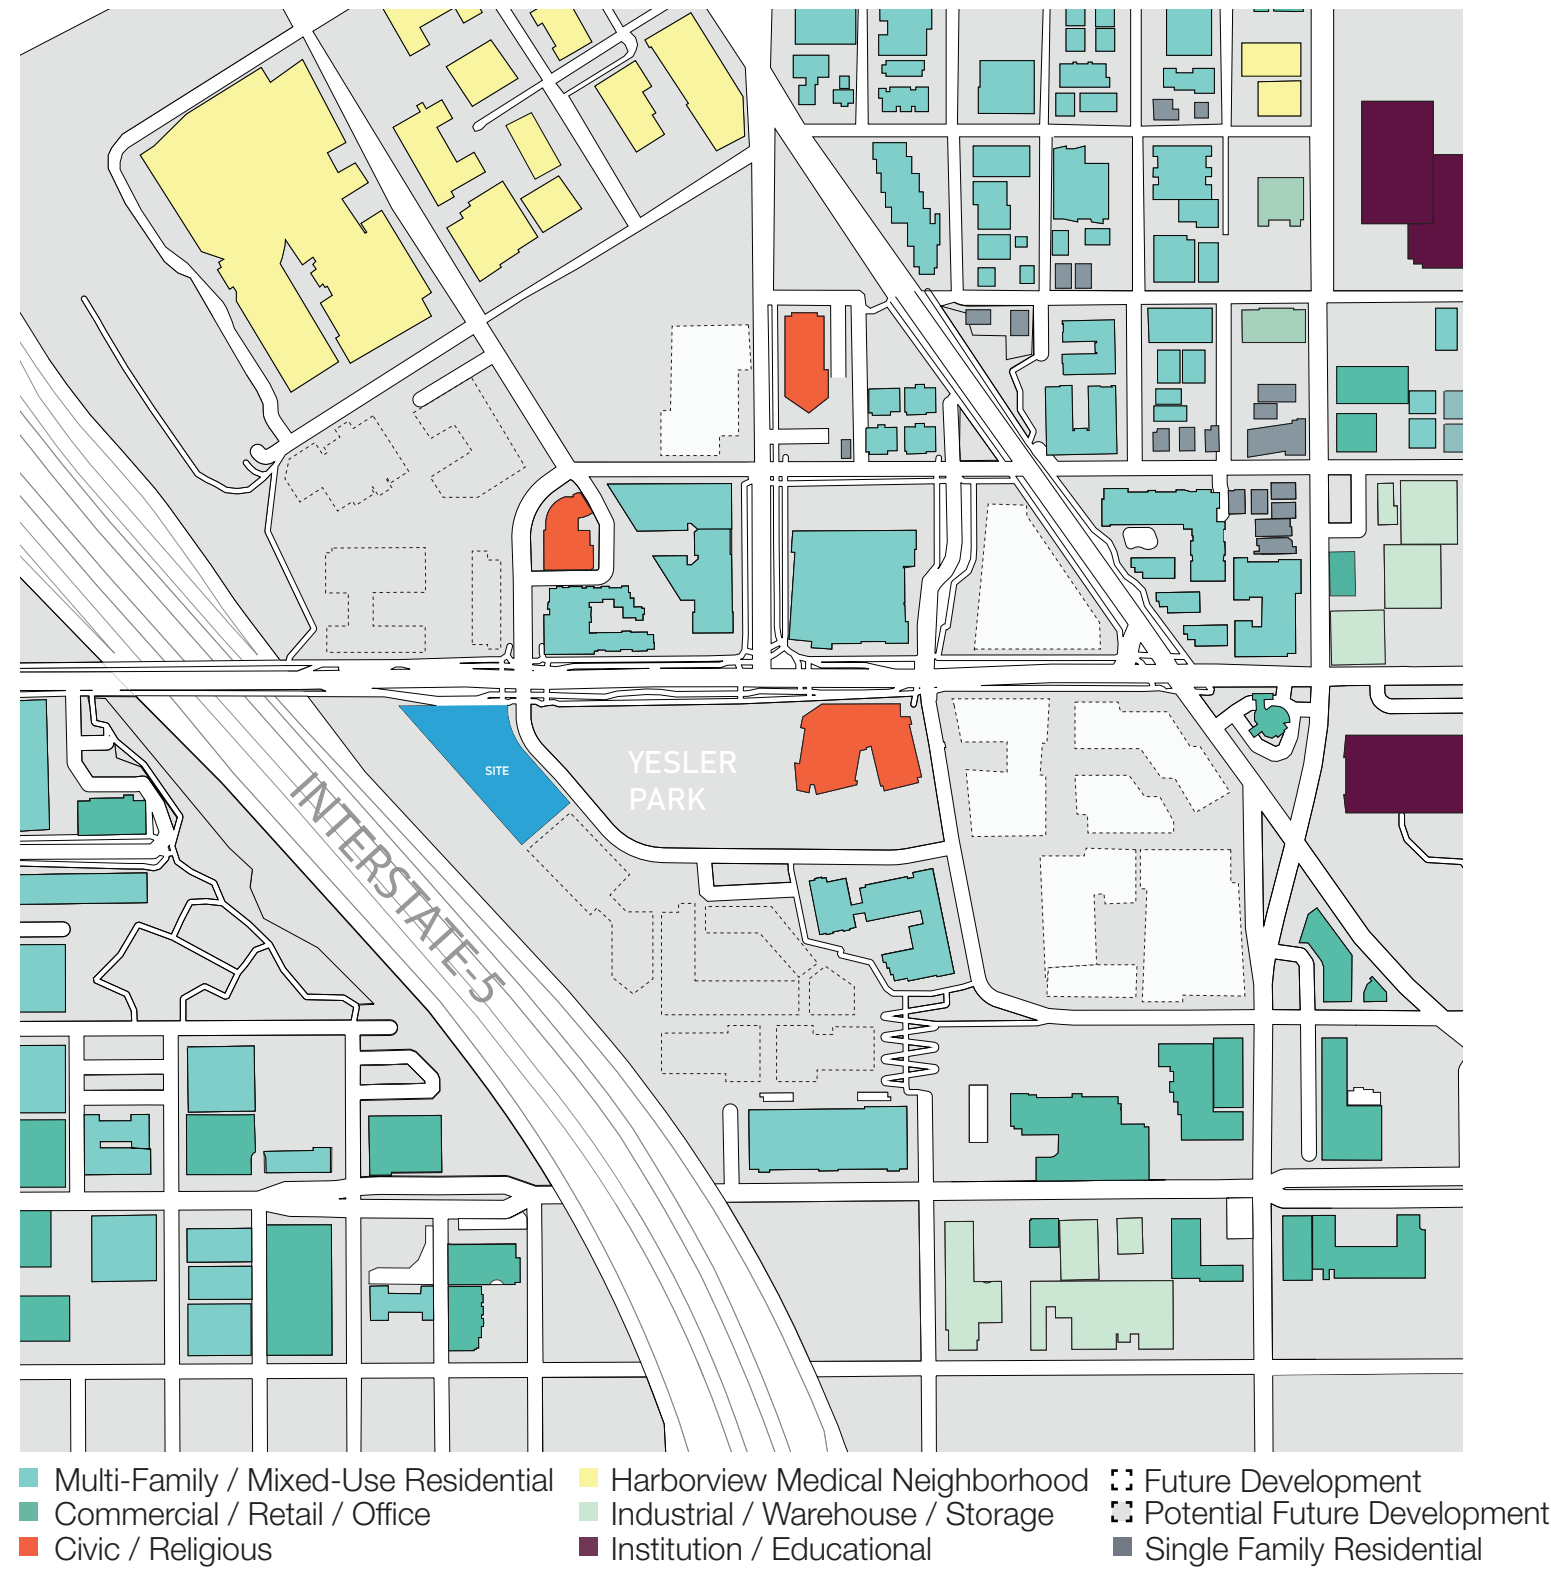 SITE
YESLER
PARK
INTERSTATE-5
Multi-Family / Mixed-Use Residential
Commercial / Retail / Office
Civic / Religious
Harborview Medical Neighborhood
Industrial / Warehouse / Storage
Institution / Educational
Future Development
Potential Future Development
Single Family Residential